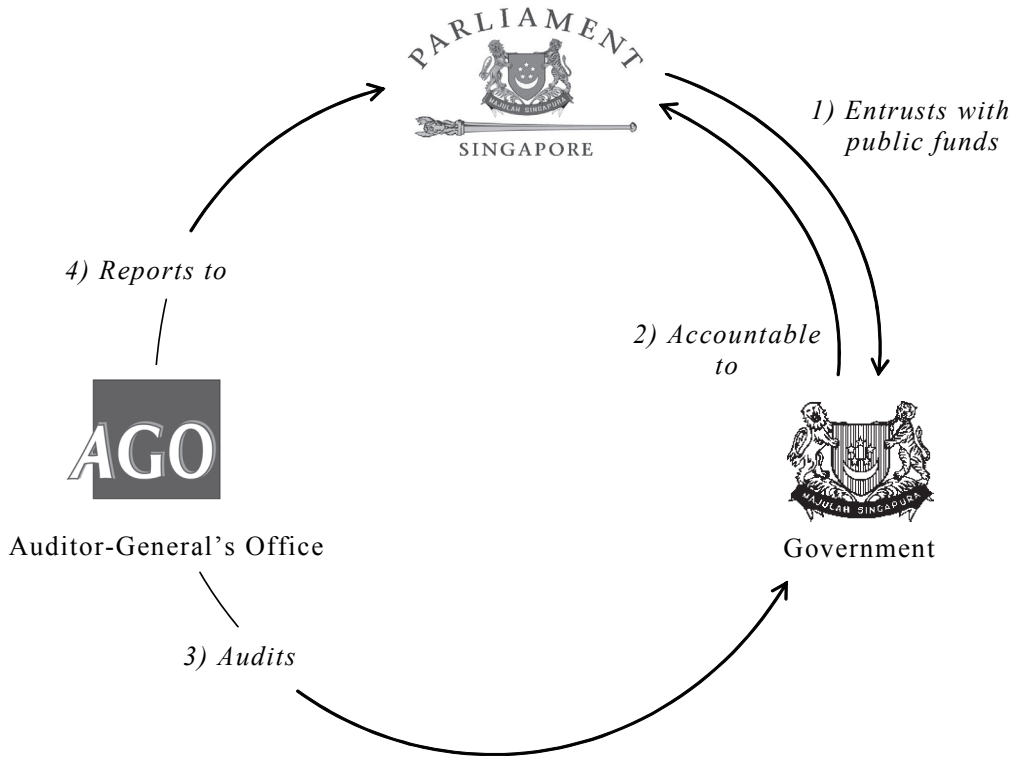 PARLIAMENT
MAJULAH SINGAPURA
SINGAPORE
1) Entrusts with
public funds
4) Reports to
2) Accountable
to
AGO
MAJULAH SINGAPURA
Auditor-General’s Office
Government
3) Audits